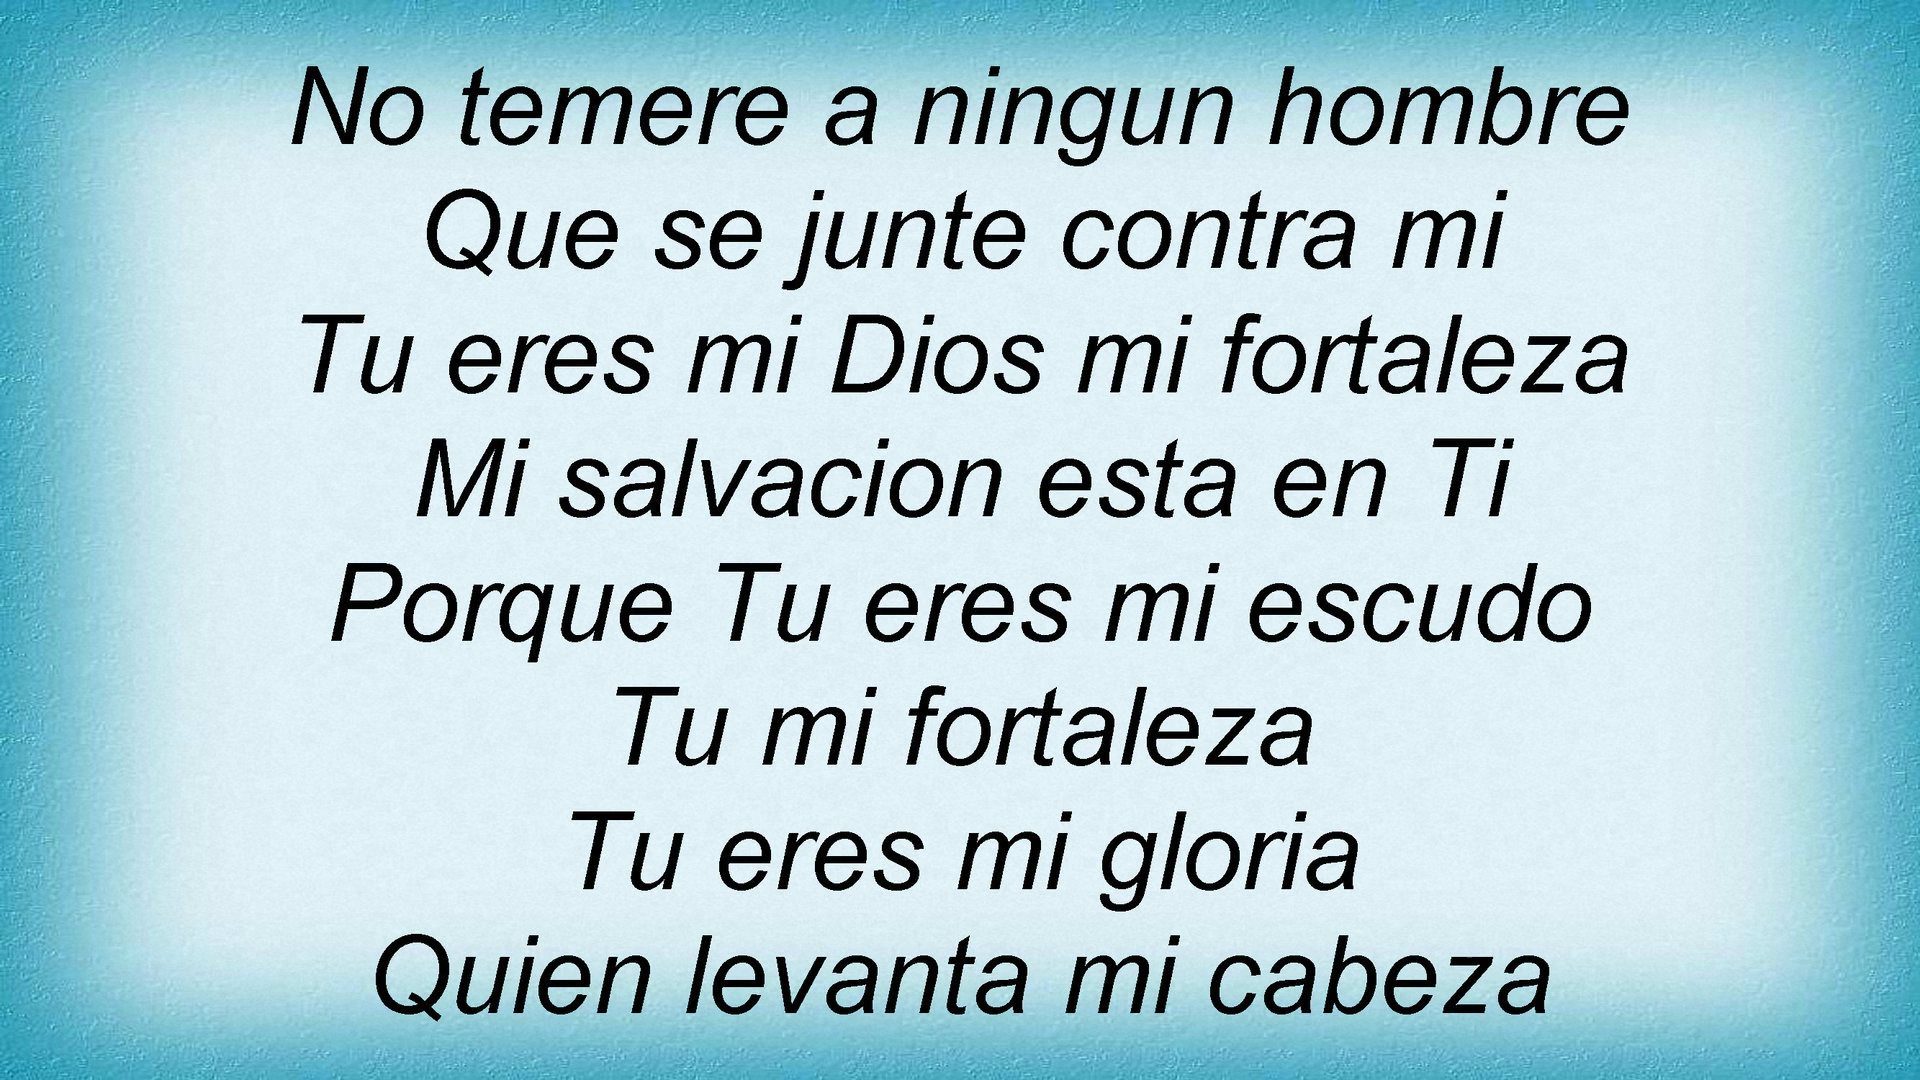 No temere a ningun hombre
Que se junte contra mi
Tu eres mi Dios mi fortaleza
Mi salvacion esta en Ti
Porque Tu eres mi escudo
Tu mi fortaleza
Tu eres mi gloria
Quien levanta mi cabeza